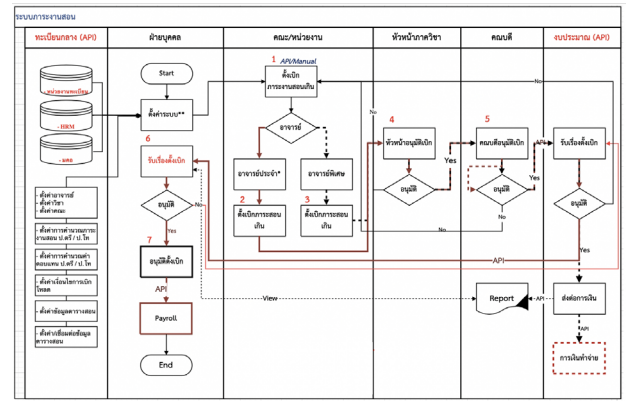 ระบบภาระงานสอน
ทะเบียนกลาง (API)
ฝ่ายบุคคล
คณะ/หน่วยงาน
หัวหน้าภาควิชา
คณบดี
งบประมาณ (API)
- หน่วยงานทะเบียน
- HRM
- มคอ
- ตั้งค่าอาจารย์
- ตั้งค่าวิชา
- ตั้งค่าคณะ
- ตั้งค่าการคำนวณภาระ
งานสอน ป.ตรี / ป.โท
- ตั้งค่าการคำนวณค่า
ตอบแทน ป.ตรี / ป.โท
- ตั้งค่าเงื่อนไขการเบิก
โหลด
- ตั้งค่าข้อมูลตารางสอน
- ตั้งค่า/เชื่อมต่อข้อมูล
ตารางสอน
Start
ตั้งค่าระบบ**
6
รับเรื่องตั้งเบิก
อนุมัติ
No
Yes
7
อนุมัติตั้งเบิก
API
Payroll
End
1
API/Manual
ตั้งเบิก
ภาระงานสอนเกิน
อาจารย์
อาจารย์ประจำ*
อาจารย์พิเศษ
2
ตั้งเบิกภาระสอน
เกิน
3
ตั้งเบิกภาระสอน
เกิน
View
4
หัวหน้าอนุมัติเบิก
อนุมัติ
No
Yes
No
5
คณบดีอนุมัติเบิก
อนุมัติ
No
Yes
API
API
Report
API
No
รับเรื่องตั้งเบิก
อนุมัติ
No
Yes
ส่งต่อการเงิน
API
การเงินทำจ่าย